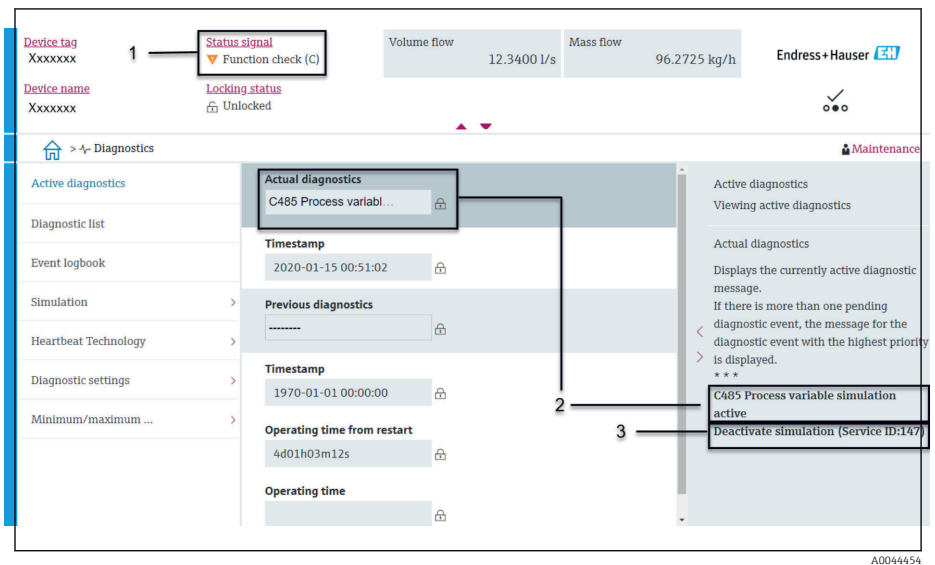 Device tag
Xxxxxxx
1
Status signal
Function check (C)
Volume flow
12.3400 l/s
Mass flow
96.2725 kg/h
Endress+Hauser EH
Device name
Xxxxxxx
Locking status
Unlocked
> Diagnostics
Maintenance
Active diagnostics
Diagnostic list
Event logbook
Simulation >
Heartbeat Technology >
Diagnostic settings >
Minimum/maximum ... >
Actual diagnostics
C485 Process variabl...
Timestamp
2020-01-15 00:51:02
Previous diagnostics
--------
Timestamp
1970-01-01 00:00:00
Operating time from restart
4d01h03m12s
Operating time
2
3
Active diagnostics
Viewing active diagnostics
Actual diagnostics
Displays the currently active diagnostic
message.
If there is more than one pending
diagnostic event, the message for the
diagnostic event with the highest priority
is displayed.
* * *
C485 Process variable simulation
active
Deactivate simulation (Service ID:147)
A0044454